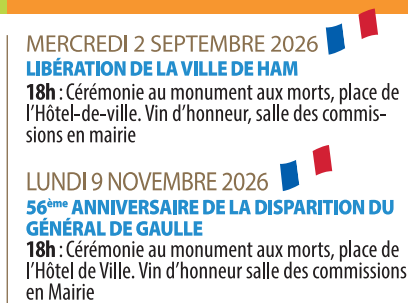 MERCREDI 2 SEPTEMBRE 2026
LIBÉRATION DE LA VILLE DE HAM
18h : Cérémonie au monument aux morts, place de
l’Hôtel-de-ville. Vin d’honneur, salle des commis-
sions en mairie
LUNDI 9 NOVEMBRE 2026
56ème ANNIVERSAIRE DE LA DISPARITION DU
GÉNÉRAL DE GAULLE
18h : Cérémonie au monument aux morts, place de
l’Hôtel de Ville. Vin d’honneur salle des commissions
en Mairie